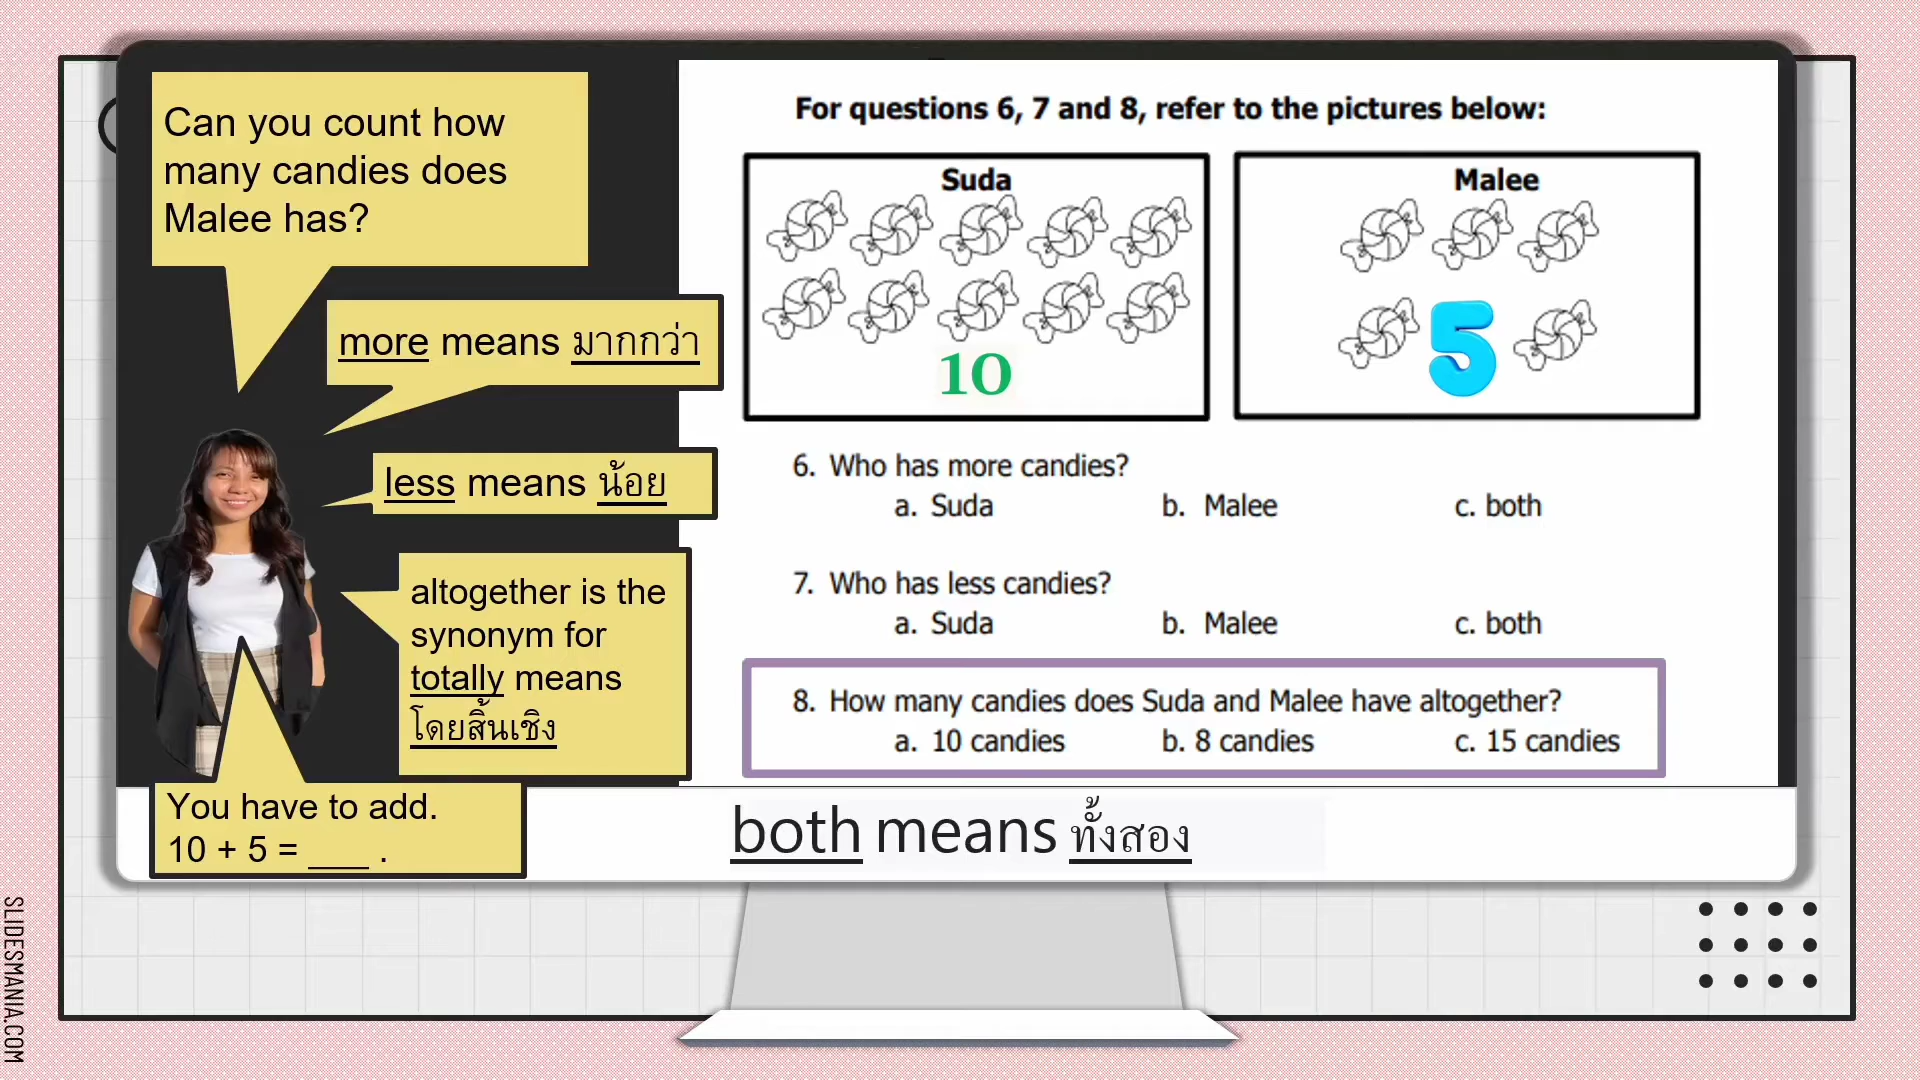 Can you count how
many candies does
Malee has?
more means มากกว่า
less means น้อย
altogether is the
synonym for
totally means
โดยสิ้นเชิง
You have to add.
10 + 5 = ___ .
For questions 6, 7 and 8, refer to the pictures below:
Suda
10
Malee
5
6. Who has more candies?
a. Suda b. Malee c. both
7. Who has less candies?
a. Suda b. Malee c. both
8. How many candies does Suda and Malee have altogether?
a. 10 candies b. 8 candies c. 15 candies
both means ทั้งสอง
SLIDESMANIA.COM